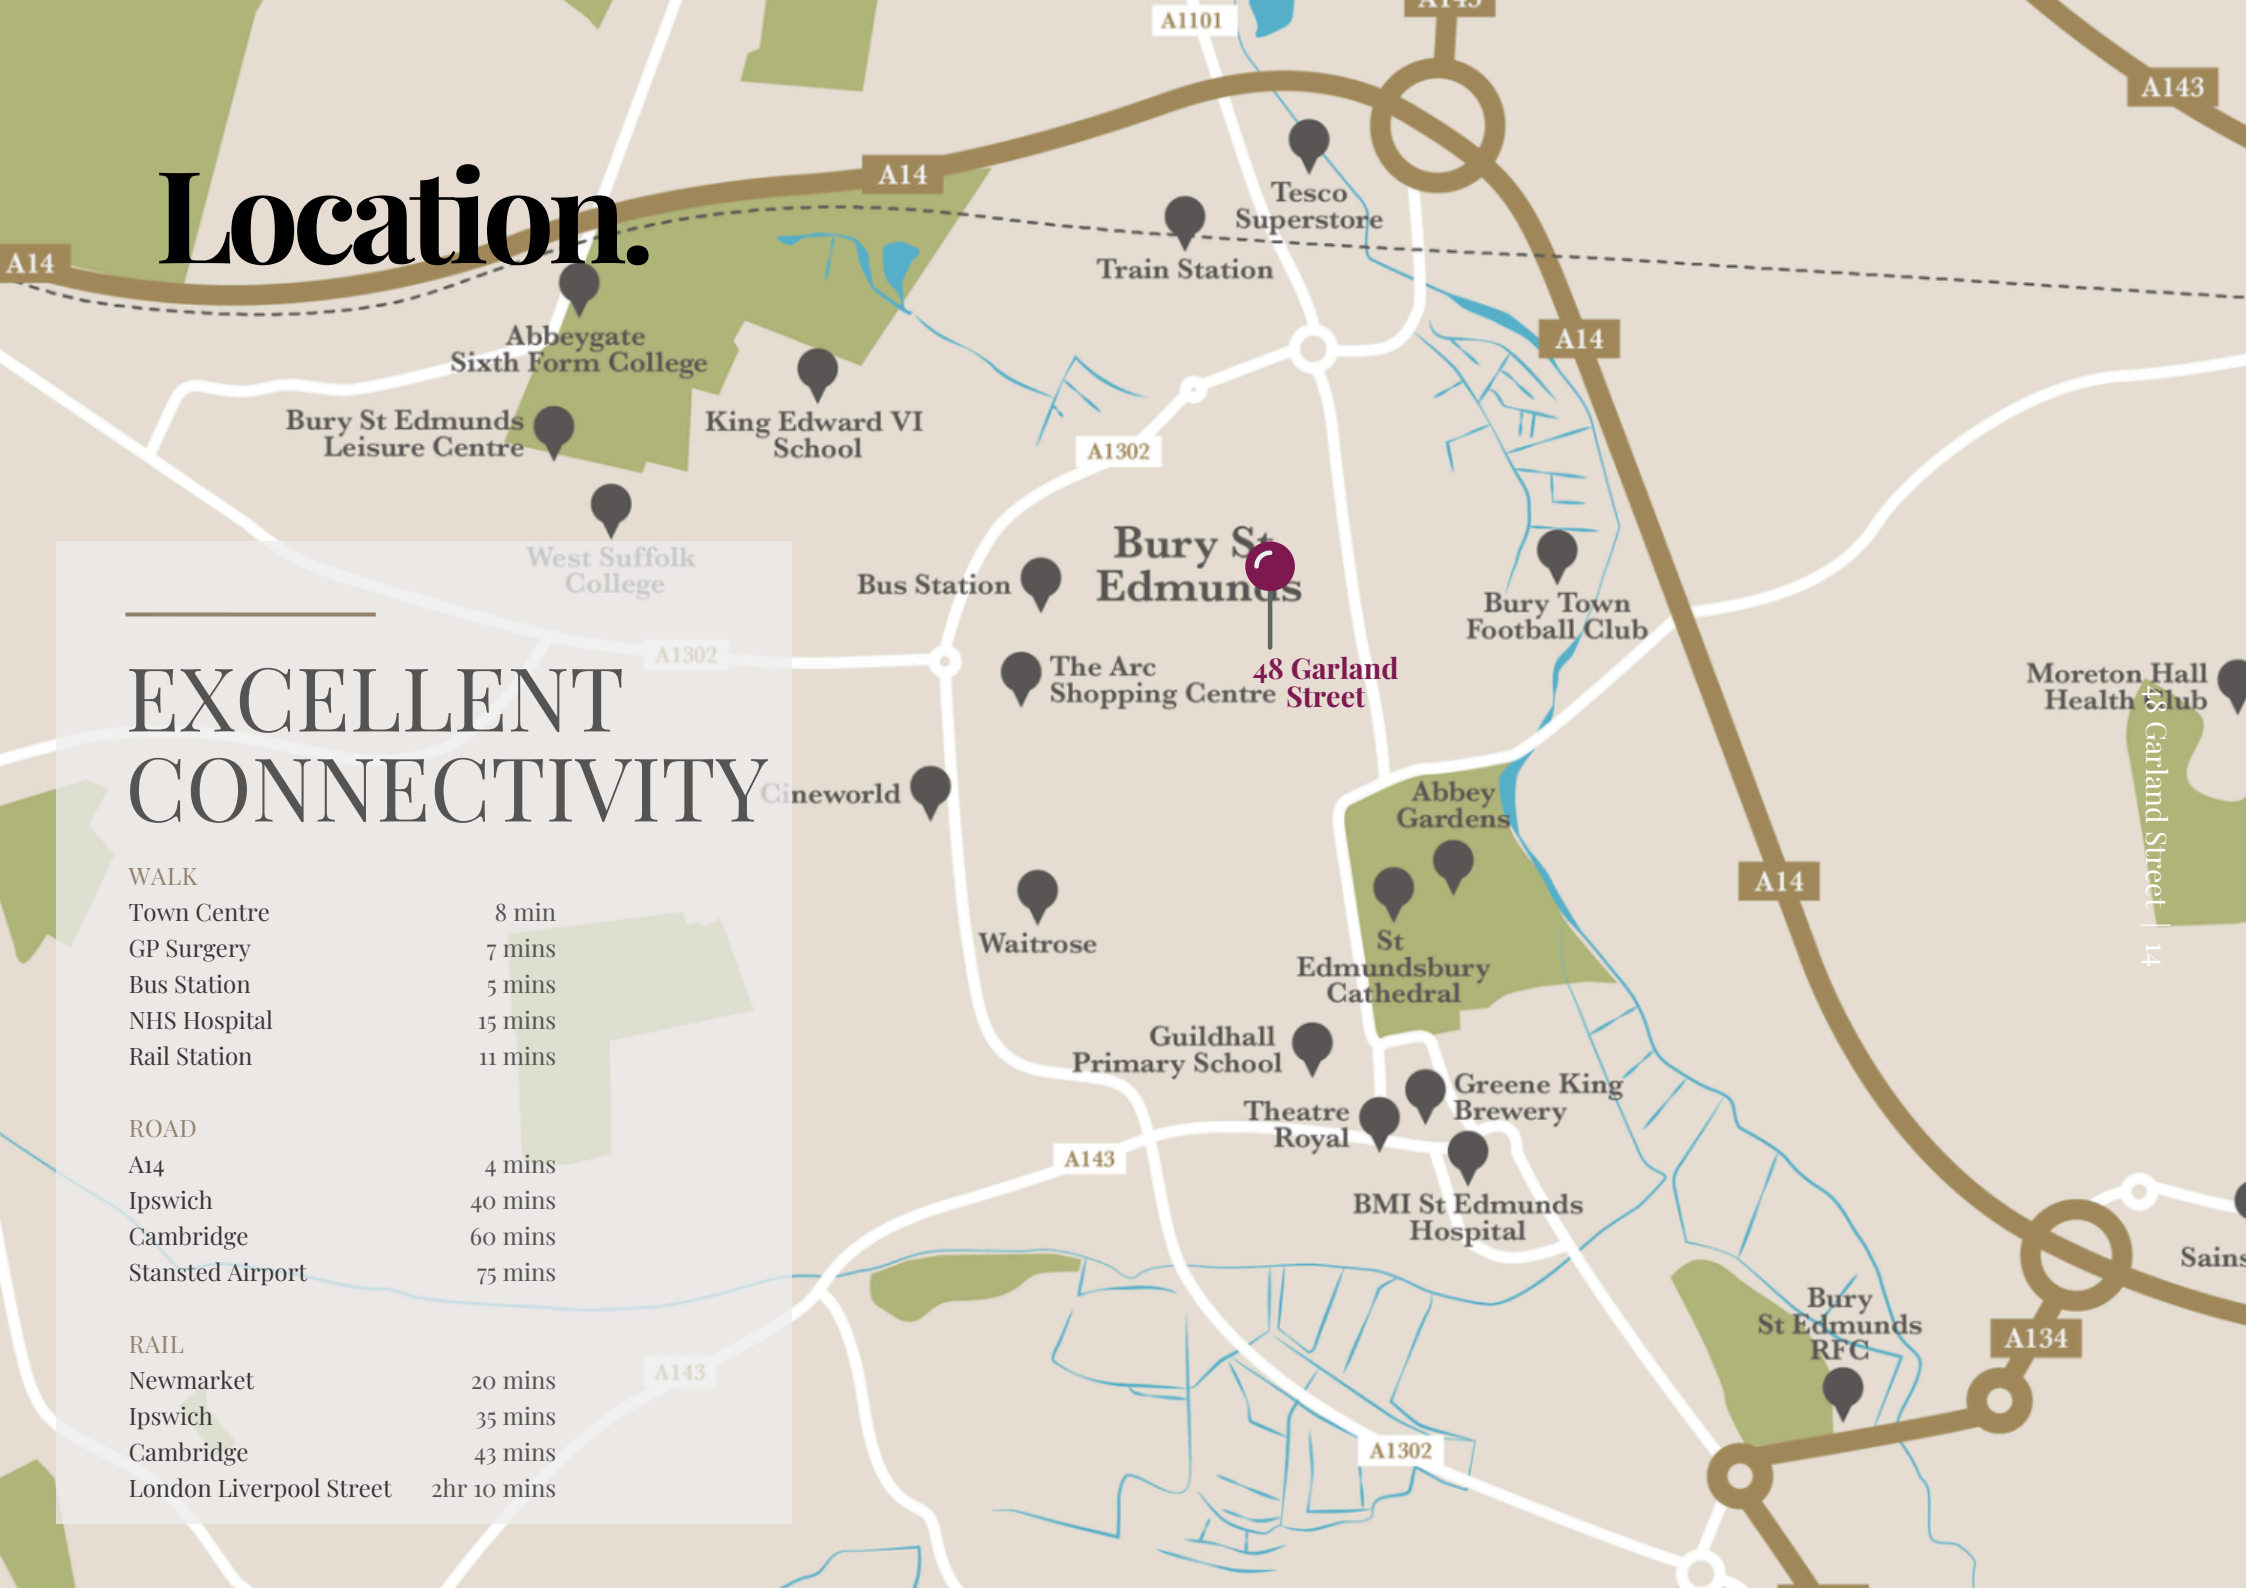 A1101
A143
A143
A14
Location.
A14
Tesco
Superstore
Train Station
A14
Abbeygate
Sixth Form College
King Edward VI
School
Bury St Edmunds
Leisure Centre
A1302
West Suffolk
College
Bus Station
Bury St
Edmunds
Bury Town
Football Club
A1302
The Arc
Shopping Centre
48 Garland
Street
Moreton Hall
Health Club
48 Garland Street | 14
EXCELLENT
CONNECTIVITY
Cineworld
Abbey
Gardens
A14
Waitrose
St
Edmundsbury
Cathedral
WALK
Town Centre 8 min
GP Surgery 7 mins
Bus Station 5 mins
NHS Hospital 15 mins
Rail Station 11 mins
ROAD
A14 4 mins
Ipswich 40 mins
Cambridge 60 mins
Stansted Airport 75 mins
RAIL
Newmarket 20 mins
Ipswich 35 mins
Cambridge 43 mins
London Liverpool Street 2hr 10 mins
Guildhall
Primary School
Greene King
Brewery
Theatre
Royal
A143
BMI St Edmunds
Hospital
Sains
Bury
St Edmunds
RFC
A134
A143
A1302